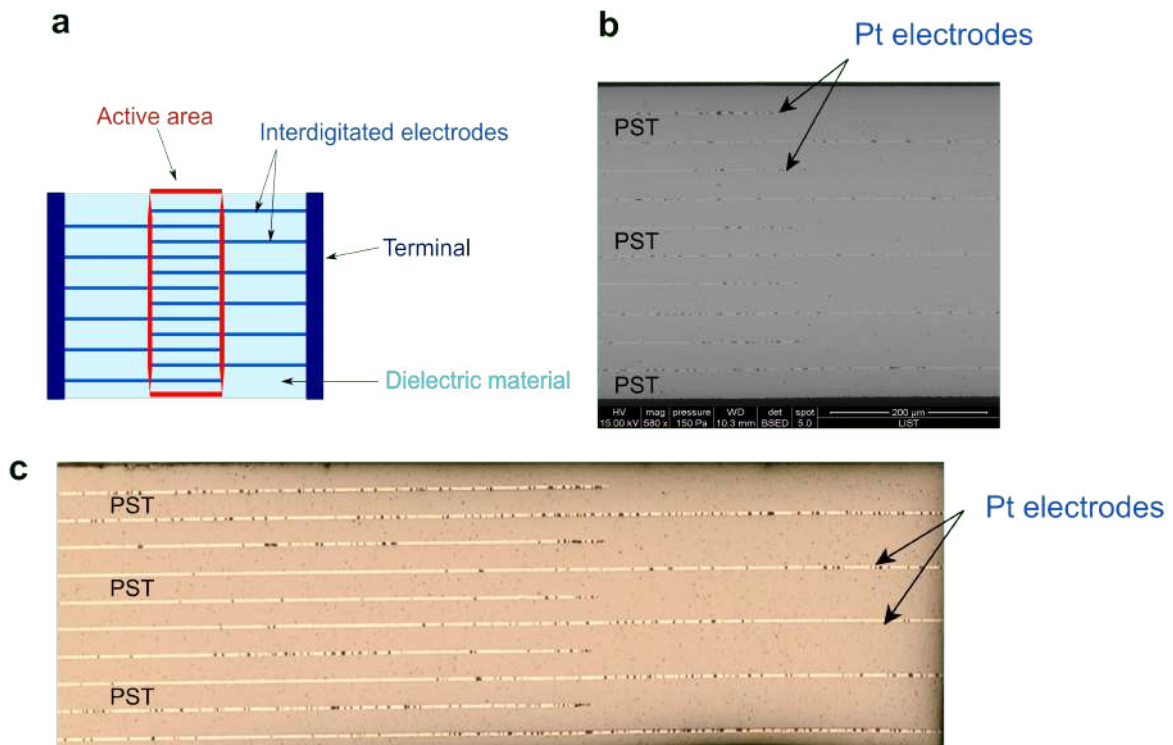 a
Active area
Interdigitated electrodes
Terminal
Dielectric material
b
Pt electrodes
PST
PST
PST
HV mag pressure WD det spot 200 µm
15.00 kV 580 x 150 Pa 10.3 mm BSED 5.0 LIST
c
PST
PST
PST
Pt electrodes